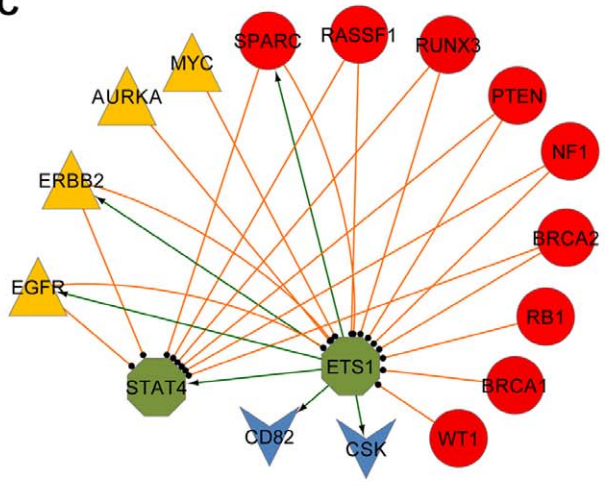 C
SPARC
RASSF1
RUNX3
MYC
AURKA
PTEN
NF1
ERBB2
BRCA2
EGFR
RB1
ETS1
STAT4
BRCA1
CD82
CSK
WT1